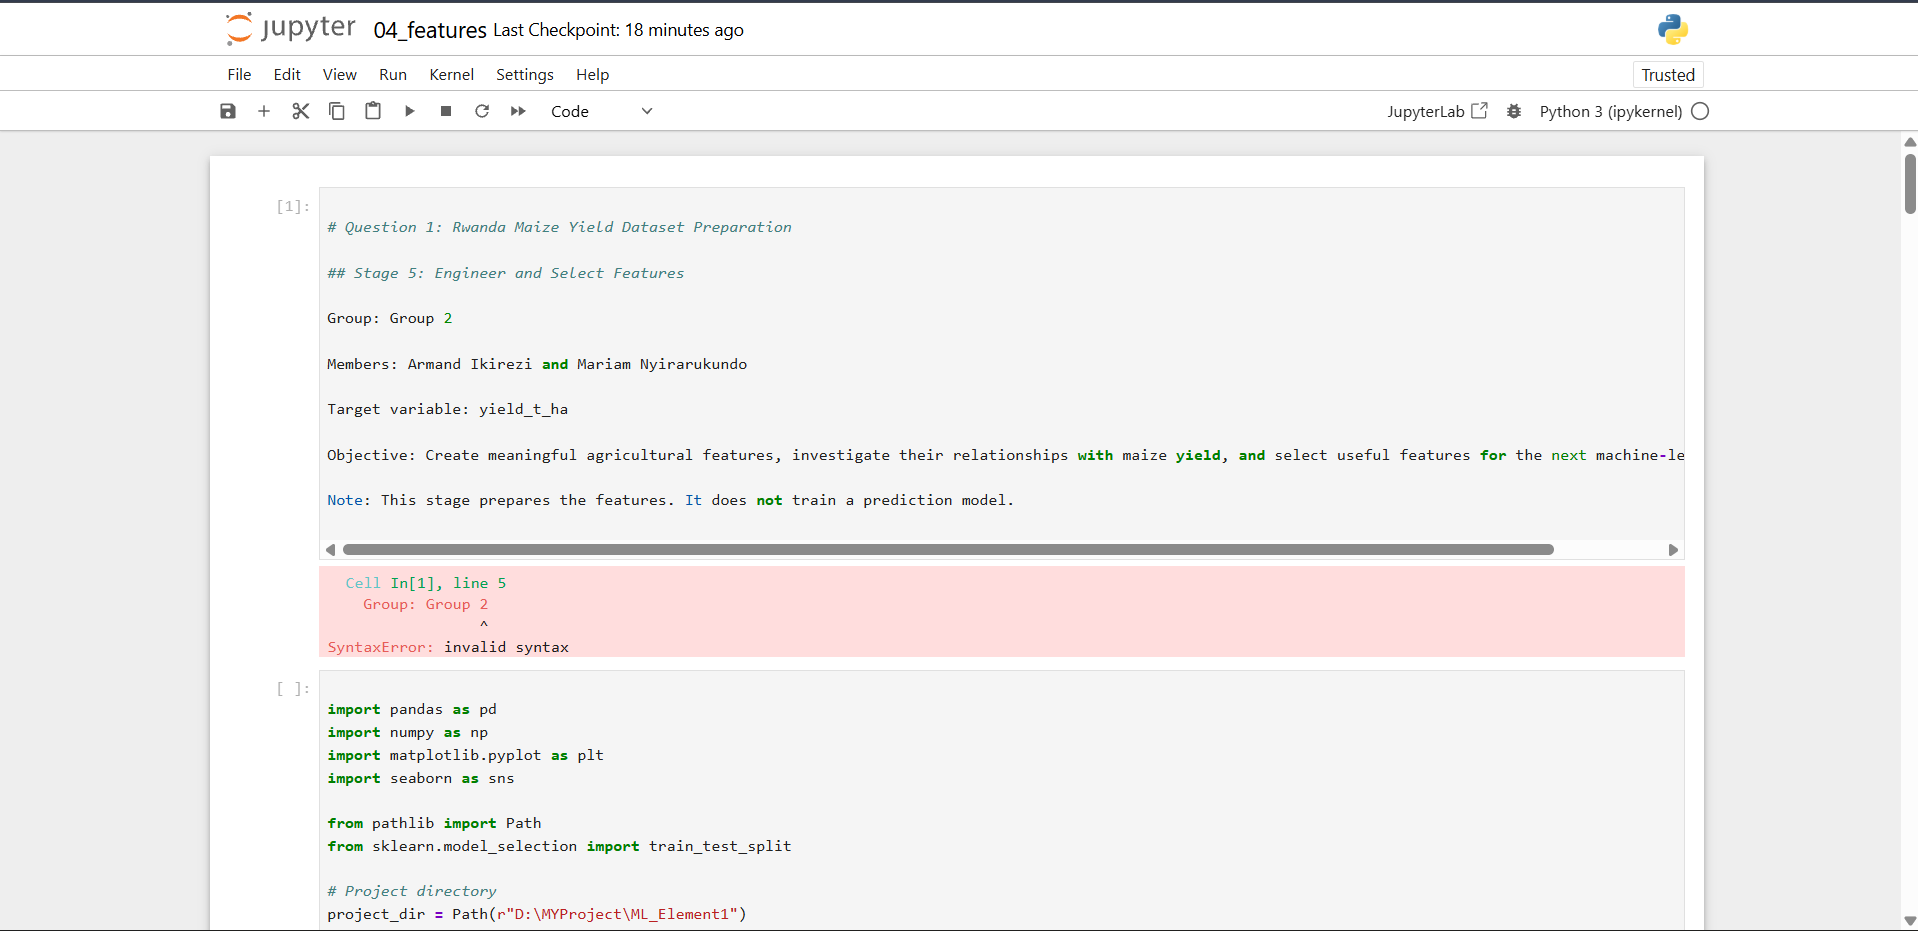 jupyter 04_features Last Checkpoint: 18 minutes ago
File Edit View Run Kernel Settings Help
Trusted
Code
JupyterLab Python 3 (ipykernel)
[1]:
# Question 1: Rwanda Maize Yield Dataset Preparation
## Stage 5: Engineer and Select Features
Group: Group 2
Members: Armand Ikirezi and Mariam Nyirarukundo
Target variable: yield_t_ha
Objective: Create meaningful agricultural features, investigate their relationships with maize yield, and select useful features for the next machine-le
Note: This stage prepares the features. It does not train a prediction model.
Cell In[1], line 5
Group: Group 2
^
SyntaxError: invalid syntax
[ ]:
import pandas as pd
import numpy as np
import matplotlib.pyplot as plt
import seaborn as sns
from pathlib import Path
from sklearn.model_selection import train_test_split
# Project directory
project_dir = Path(r"D:\MYProject\ML_Element1")